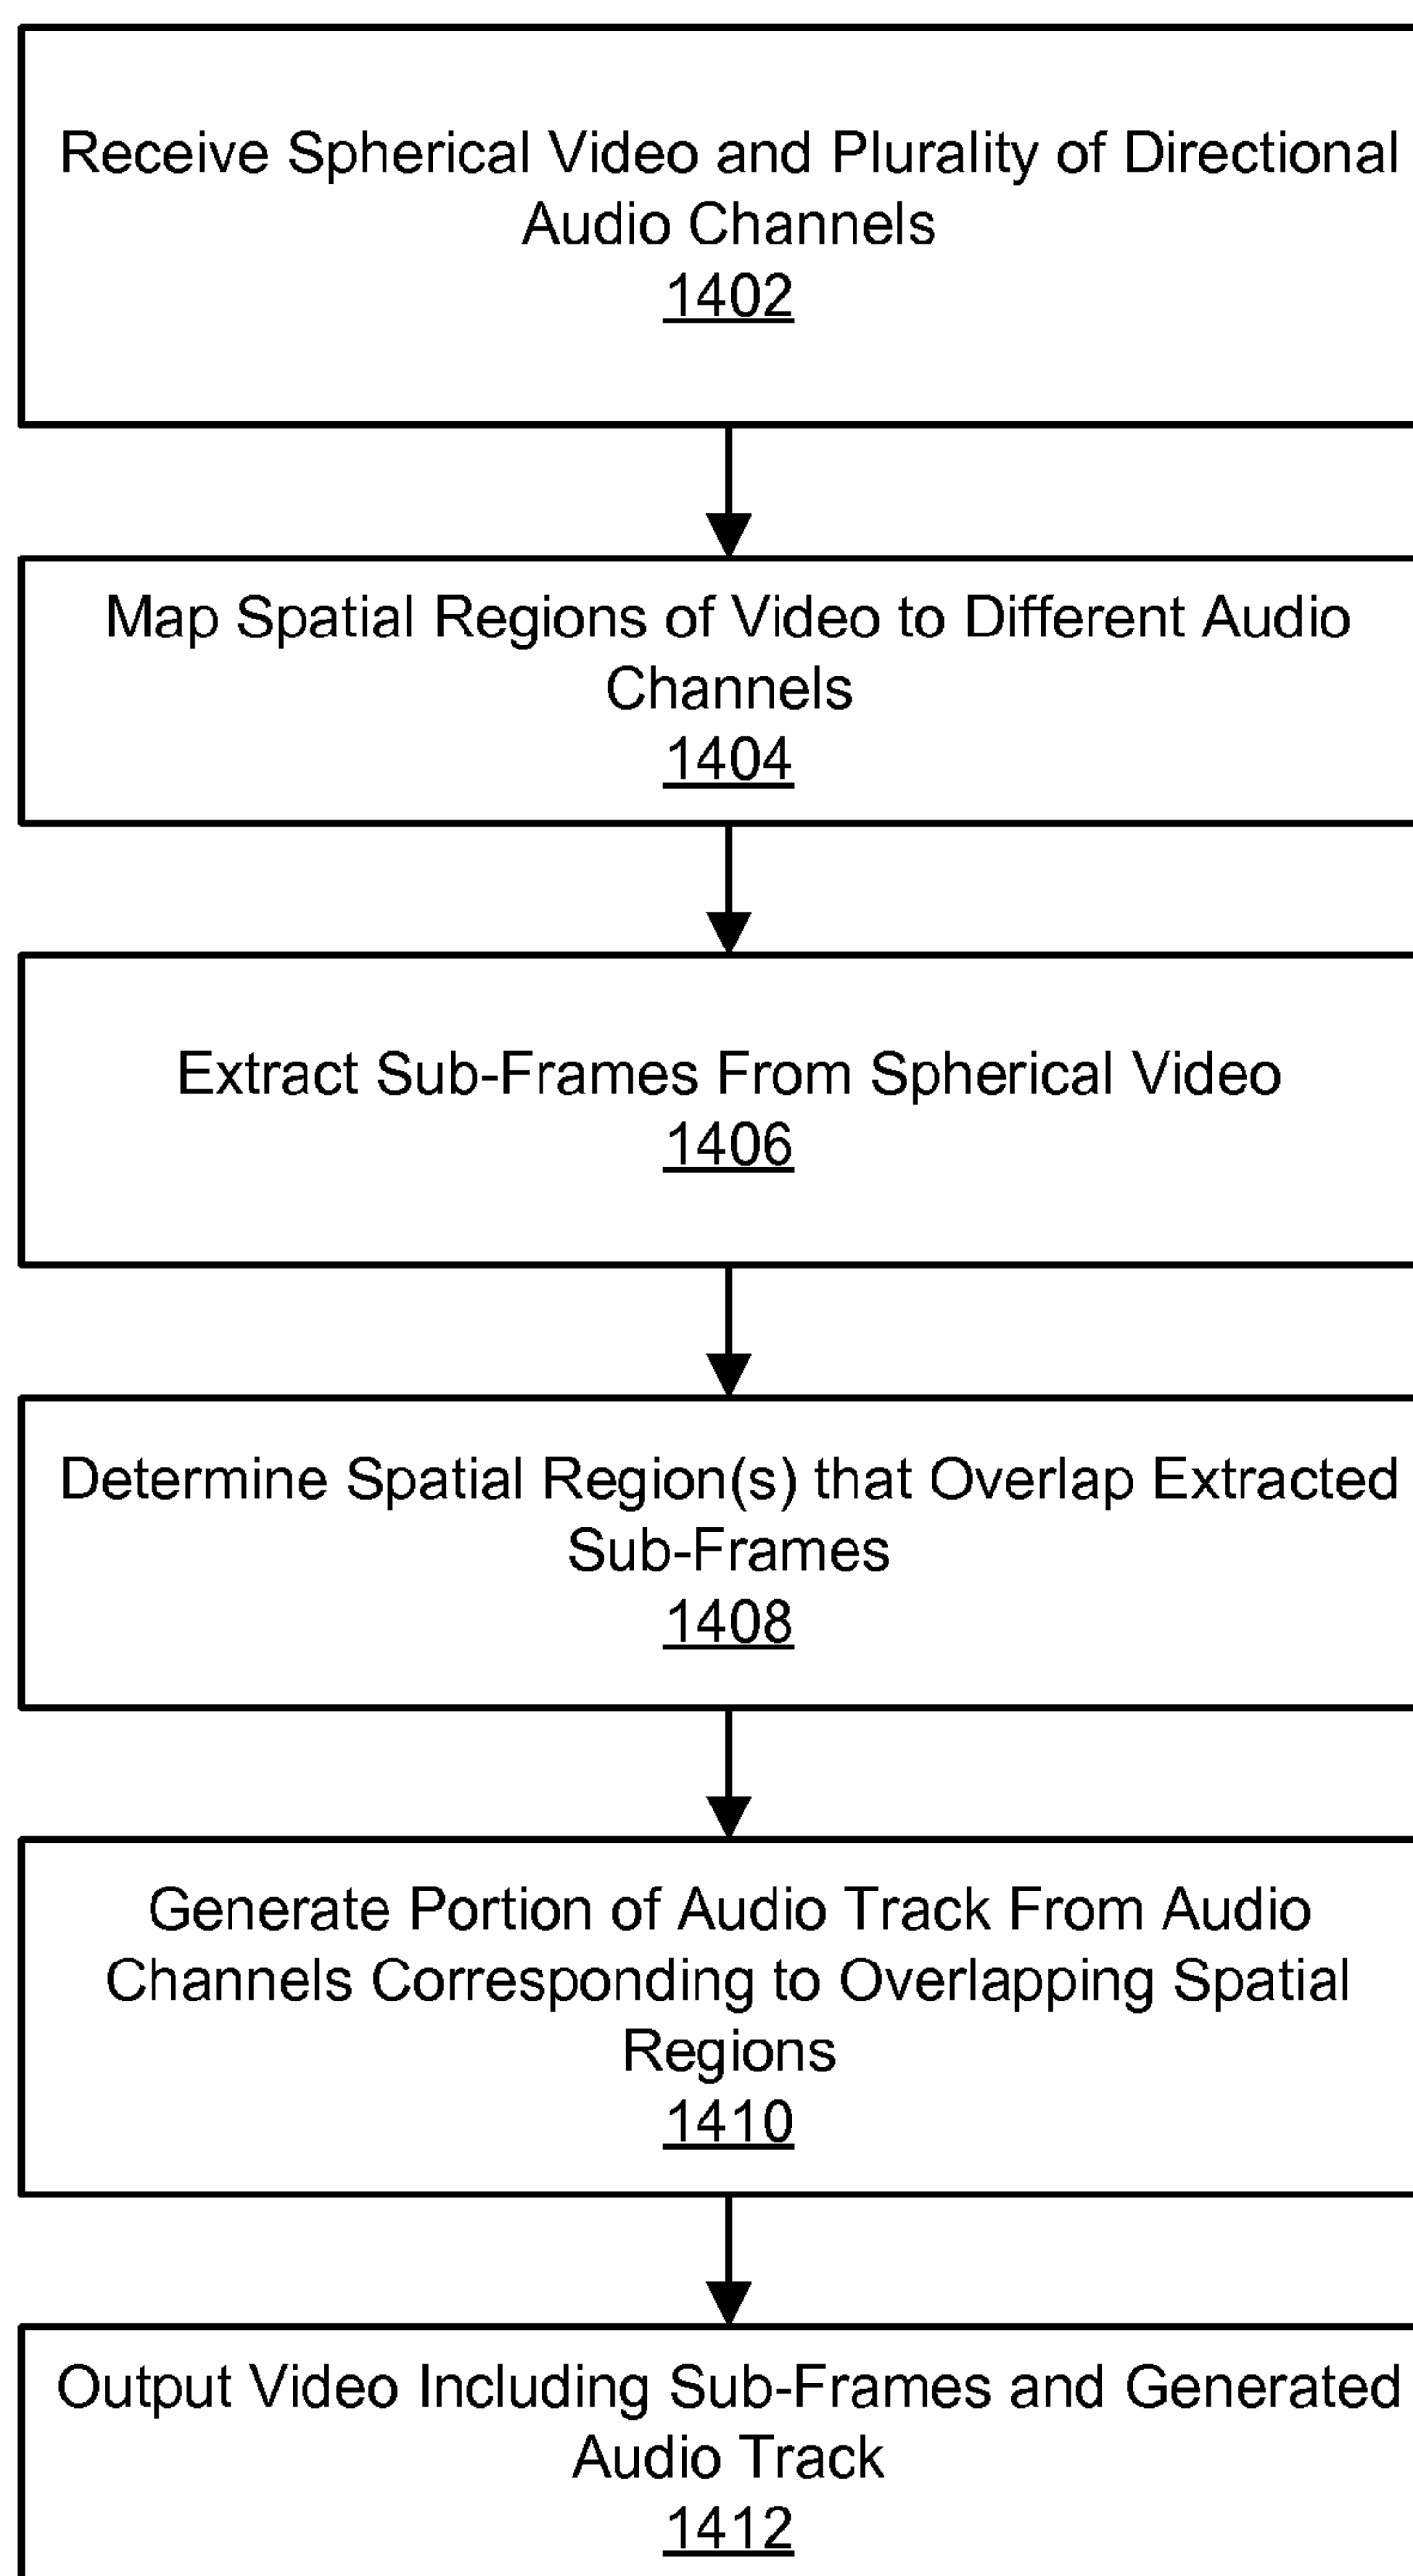 Receive Spherical Video and Plurality of Directional
Audio Channels
1402
Map Spatial Regions of Video to Different Audio
Channels
1404
Extract Sub-Frames From Spherical Video
1406
Determine Spatial Region(s) that Overlap Extracted
Sub-Frames
1408
Generate Portion of Audio Track From Audio
Channels Corresponding to Overlapping Spatial
Regions
1410
Output Video Including Sub-Frames and Generated
Audio Track
1412